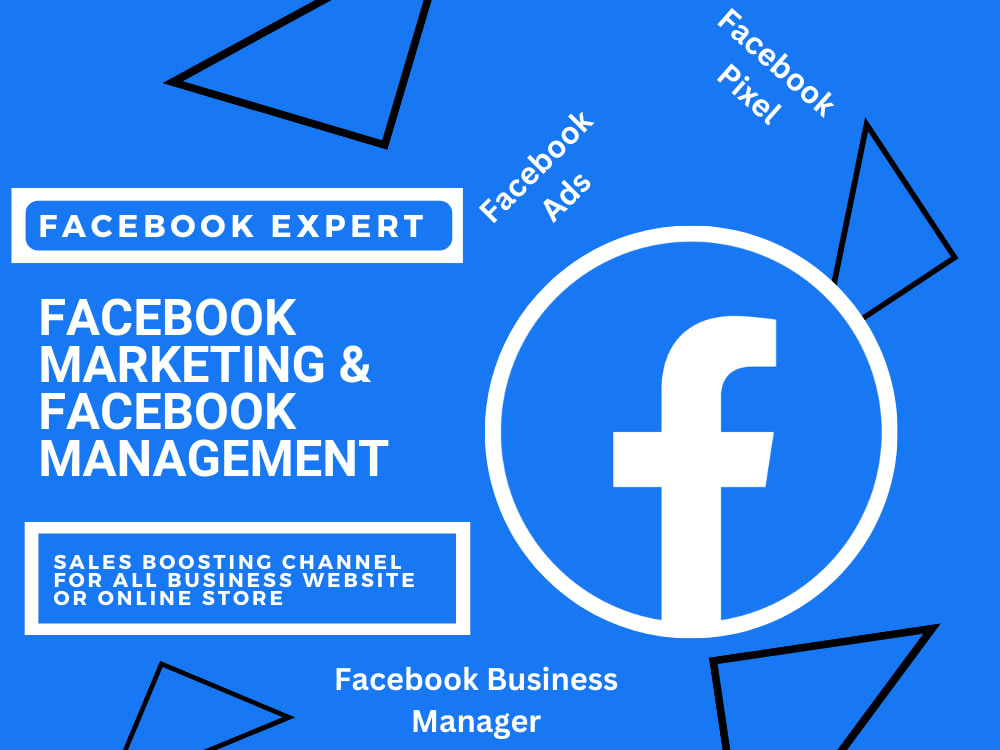 Facebook
Pixel
Facebook
Ads
FACEBOOK EXPERT
FACEBOOK
MARKETING &
FACEBOOK
MANAGEMENT
SALES BOOSTING CHANNEL
FOR ALL BUSINESS WEBSITE
OR ONLINE STORE
f
Facebook Business
Manager